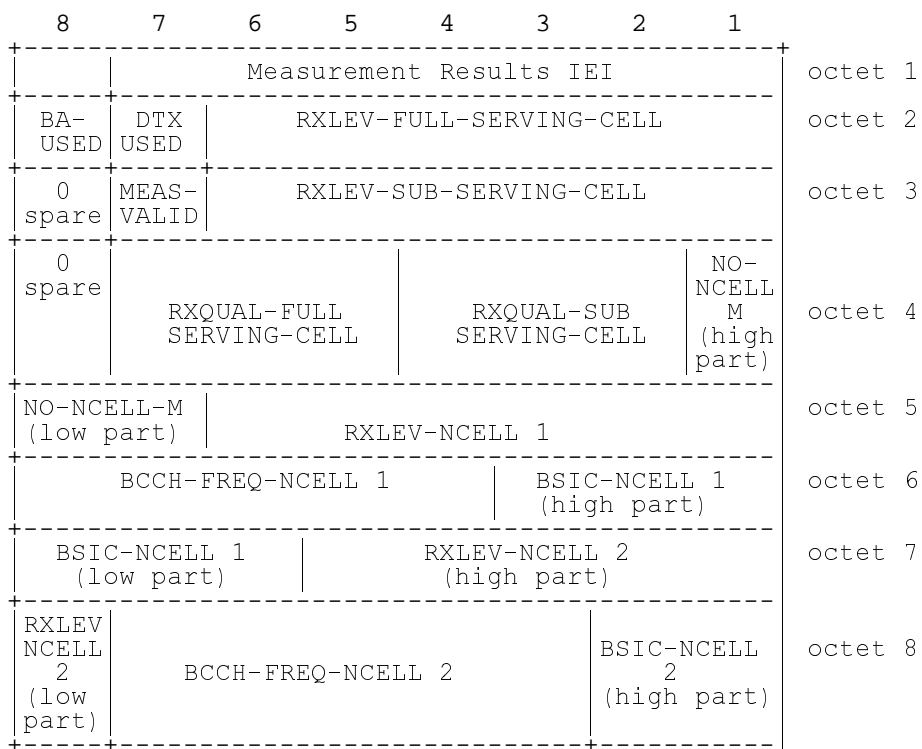 8 7 6 5 4 3 2 1
Measurement Results IEI octet 1
BA- DTX RXLEV-FULL-SERVING-CELL octet 2
USED USED
0 MEAS- RXLEV-SUB-SERVING-CELL octet 3
spare VALID
0 NO-
spare NCELL
RXQUAL-FULL RXQUAL-SUB M octet 4
SERVING-CELL SERVING-CELL (high
part)
NO-NCELL-M octet 5
(low part) RXLEV-NCELL 1
BCCH-FREQ-NCELL 1 BSIC-NCELL 1 octet 6
(high part)
BSIC-NCELL 1 RXLEV-NCELL 2 octet 7
(low part) (high part)
RXLEV
NCELL BSIC-NCELL octet 8
2 BCCH-FREQ-NCELL 2 2
(low (high part)
part)